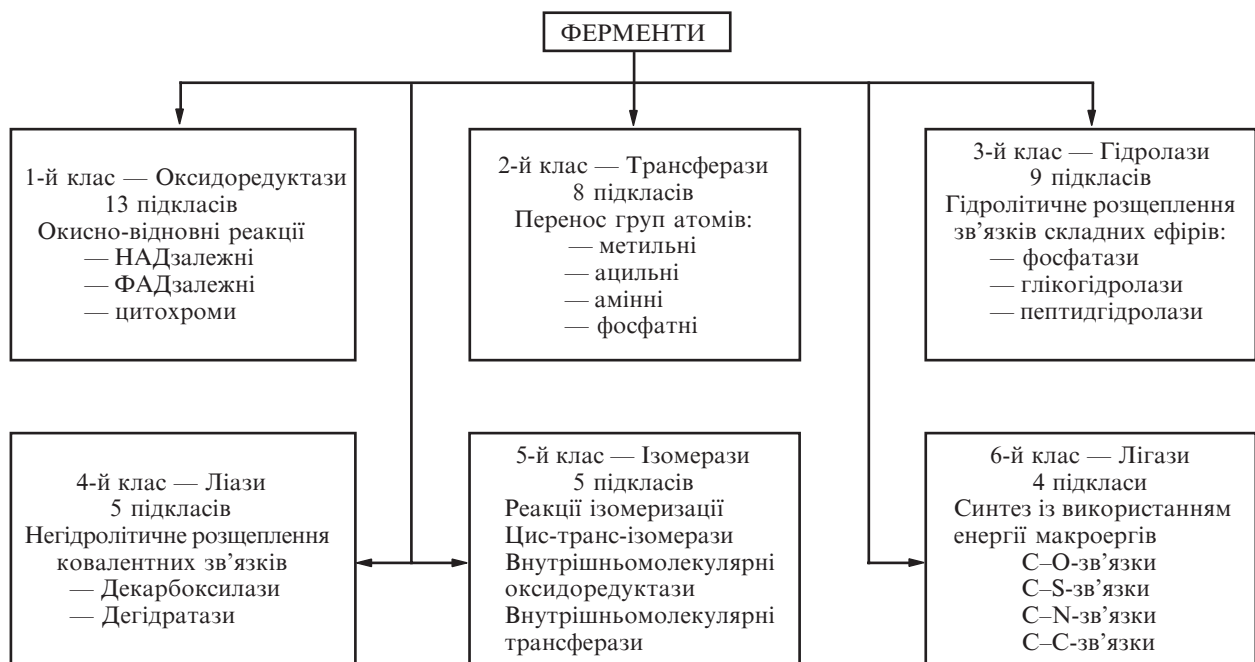 ФЕРМЕНТИ
1-й клас — Оксидоредуктази
13 підкласів
Окисно-відновні реакції
— НАДзалежні
— ФАДзалежні
— цитохроми
2-й клас — Трансферази
8 підкласів
Перенос груп атомів:
— метильні
— ацильні
— амінні
— фосфатні
3-й клас — Гідролази
9 підкласів
Гідролітичне розщеплення
зв'язків складних ефірів:
— фосфатази
— глікогідролази
— пептидгідролази
4-й клас — Ліази
5 підкласів
Негідролітичне розщеплення
ковалентних зв'язків
— Декарбоксилази
— Дегідратази
5-й клас — Ізомерази
5 підкласів
Реакції ізомеризації
Цис-транс-ізомерази
Внутрішньомолекулярні
оксидоредуктази
Внутрішньомолекулярні
трансферази
6-й клас — Лігази
4 підкласи
Синтез із використанням
енергії макроергів
С–О-зв'язки
С–S-зв'язки
С–N-зв'язки
С–С-зв'язки